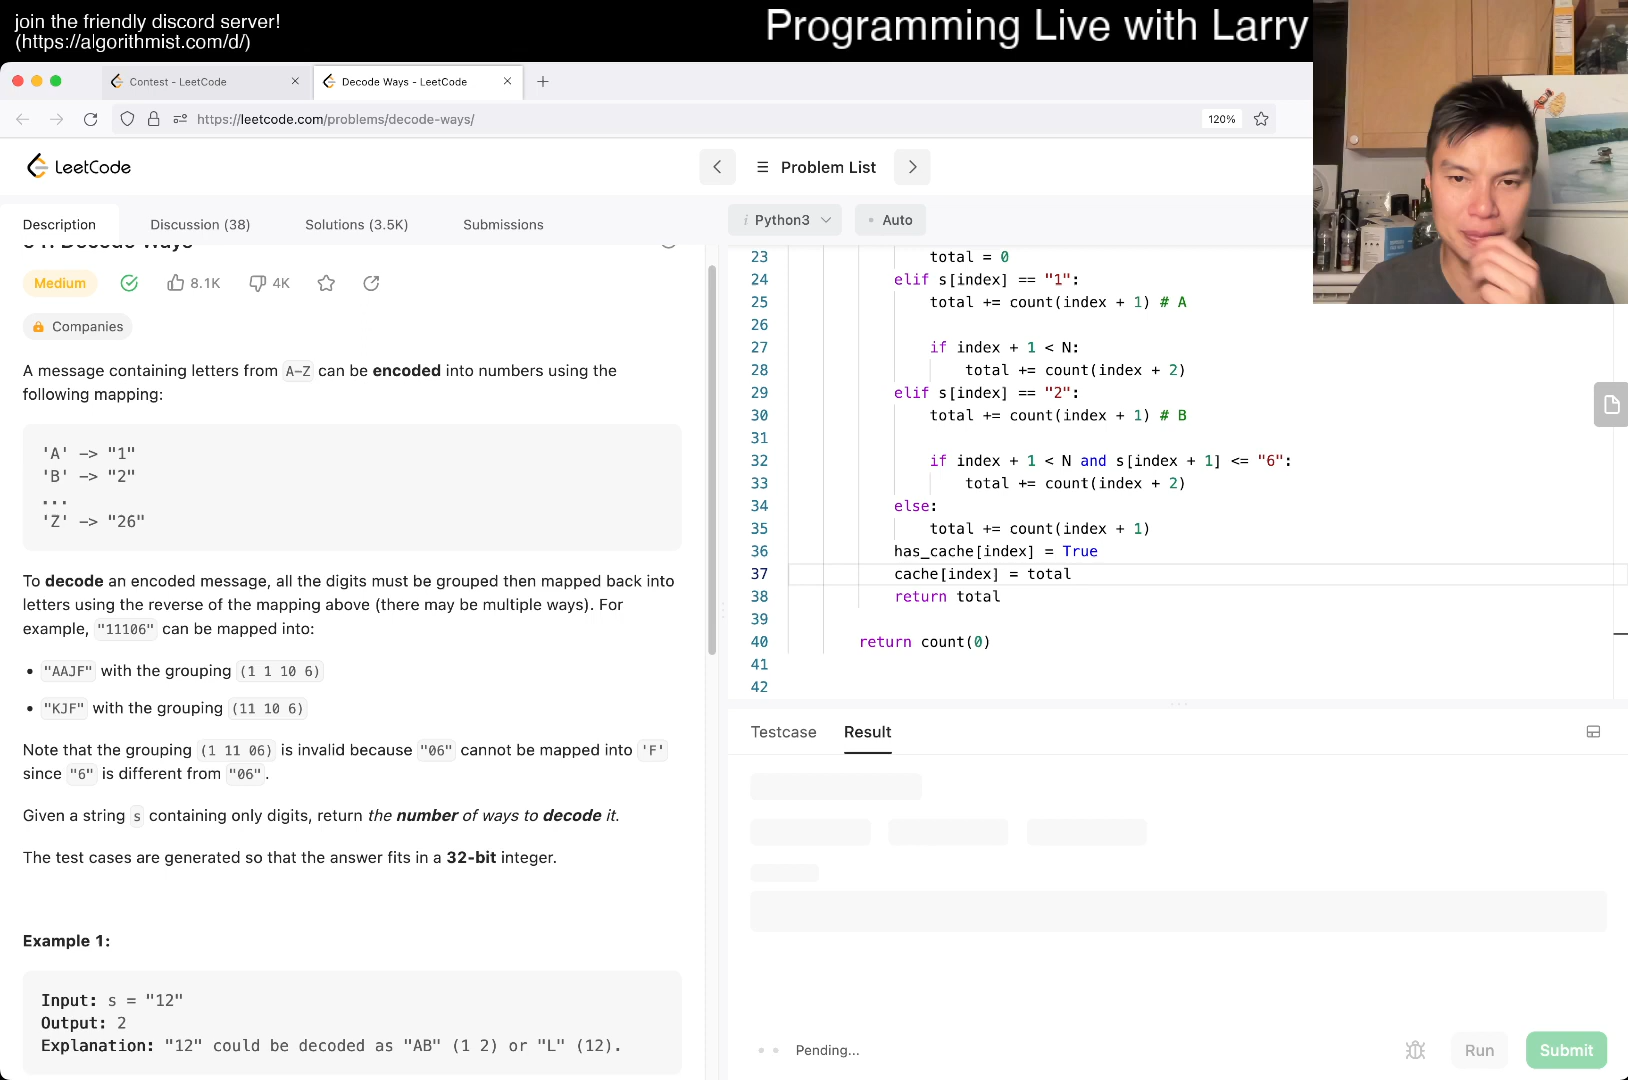 join the friendly discord server!
(https://algorithmist.com/d/)
Programming Live with Larry
Contest - LeetCode
Decode Ways - LeetCode
https://leetcode.com/problems/decode-ways/
120%
LeetCode
Problem List
Description
Discussion (38)
Solutions (3.5K)
Submissions
Medium
8.1K
4K
Companies
A message containing letters from A-Z can be encoded into numbers using the
following mapping:
'A' -> "1"
'B' -> "2"
...
'Z' -> "26"
To decode an encoded message, all the digits must be grouped then mapped back into
letters using the reverse of the mapping above (there may be multiple ways). For
example, "11106" can be mapped into:
• "AAJF" with the grouping (1 1 10 6)
• "KJF" with the grouping (11 10 6)
Note that the grouping (1 11 06) is invalid because "06" cannot be mapped into 'F'
since "6" is different from "06".
Given a string s containing only digits, return the number of ways to decode it.
The test cases are generated so that the answer fits in a 32-bit integer.
Example 1:
Input: s = "12"
Output: 2
Explanation: "12" could be decoded as "AB" (1 2) or "L" (12).
i Python3
• Auto
23 total = 0
24 elif s[index] == "1":
25 total += count(index + 1) # A
26
27 if index + 1 < N:
28 total += count(index + 2)
29 elif s[index] == "2":
30 total += count(index + 1) # B
31
32 if index + 1 < N and s[index + 1] <= "6":
33 total += count(index + 2)
34 else:
35 total += count(index + 1)
36 has_cache[index] = True
37 cache[index] = total
38 return total
39
40 return count(0)
41
42
Testcase
Result
Pending...
Run
Submit